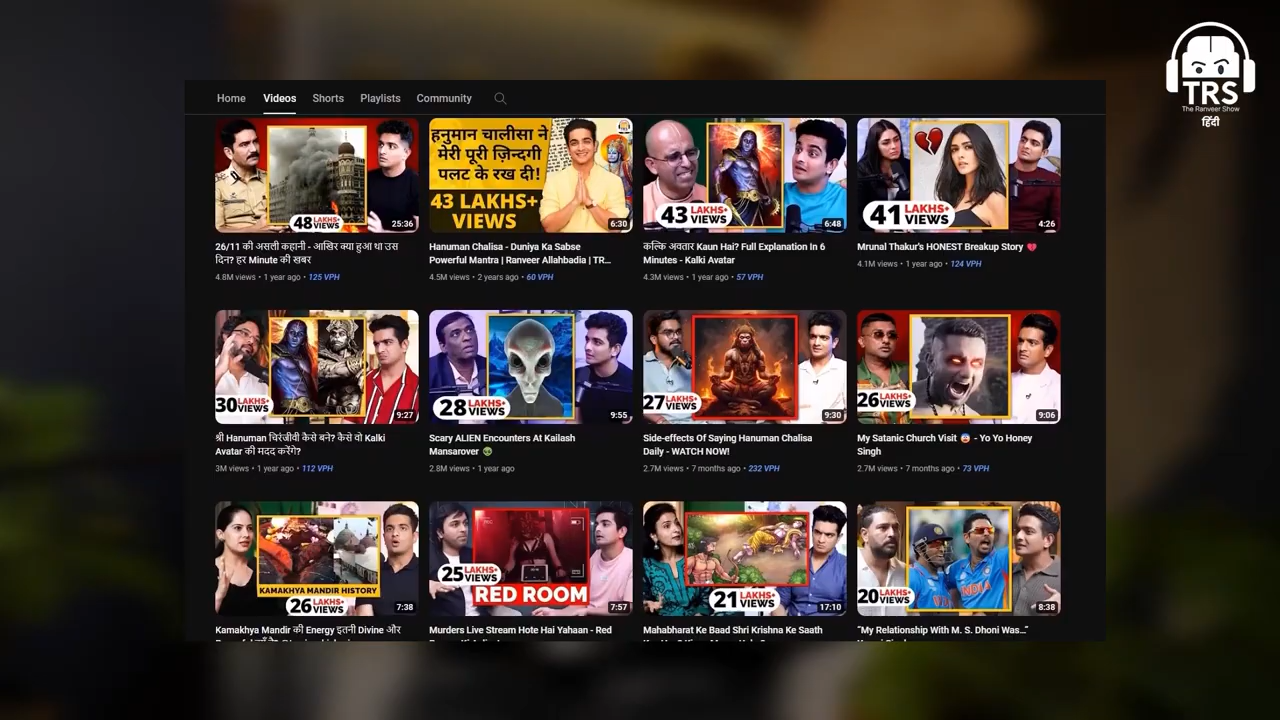 TRS
The Ranveer Show
हिंदी
Home
Videos
Shorts
Playlists
Community
48 LAKHS+
VIEWS
25:36
26/11 की असली कहानी - आखिर क्या हुआ था उस
दिन? हर Minute की खबर
4.8M views • 1 year ago • 125 VPH
हनुमान चालीसा ने
मेरी पूरी ज़िन्दगी
पलट के रख दी!
43 LAKHS+
VIEWS
6:30
Hanuman Chalisa - Duniya Ka Sabse
Powerful Mantra | Ranveer Allahbadia | TR...
4.5M views • 2 years ago • 60 VPH
43 LAKHS+
VIEWS
6:48
कल्कि अवतार Kaun Hai? Full Explanation In 6
Minutes - Kalki Avatar
4.3M views • 1 year ago • 57 VPH
41 LAKHS+
VIEWS
4:26
Mrunal Thakur's HONEST Breakup Story
4.1M views • 1 year ago • 124 VPH
30 LAKHS+
VIEWS
9:27
श्री Hanuman चिरंजीवी कैसे बने? कैसे वो Kalki
Avatar की मदद करेंगे?
3M views • 1 year ago • 112 VPH
28 LAKHS+
VIEWS
9:55
Scary ALIEN Encounters At Kailash
Mansarover
2.8M views • 1 year ago
27 LAKHS+
VIEWS
9:30
Side-effects Of Saying Hanuman Chalisa
Daily - WATCH NOW!
2.7M views • 7 months ago • 232 VPH
26 LAKHS+
VIEWS
9:06
My Satanic Church Visit - Yo Yo Honey
Singh
2.7M views • 7 months ago • 73 VPH
KAMAKHYA MANDIR HISTORY
26 LAKHS+
VIEWS
7:38
Kamakhya Mandir की Energy इतनी Divine और
25 LAKHS+
VIEWS
RED ROOM
7:57
Murders Live Stream Hote Hai Yahaan - Red
21 LAKHS+
VIEWS
17:10
Mahabharat Ke Baad Shri Krishna Ke Saath
INDIA
20 LAKHS+
VIEWS
8:38
"My Relationship With M. S. Dhoni Was..."